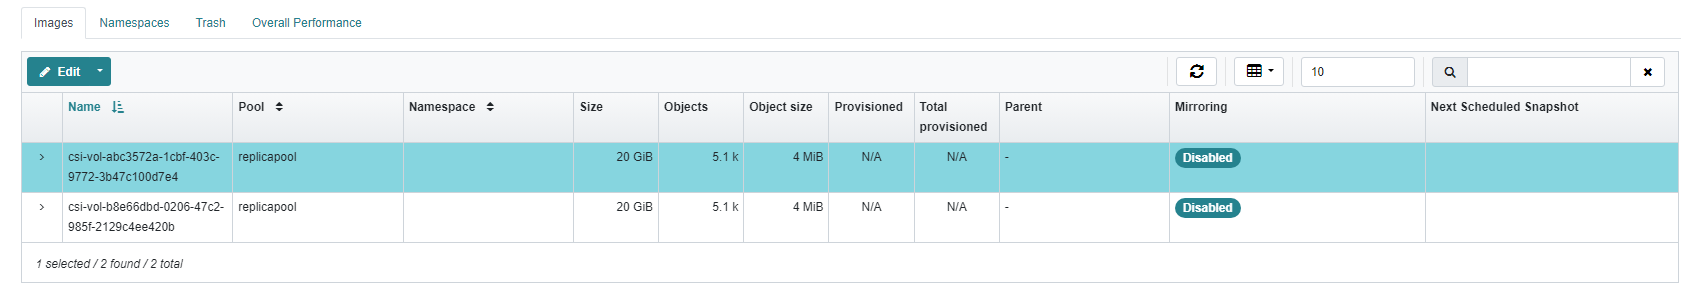 Images Namespaces Trash Overall Performance
Edit 10
Name Pool Namespace Size Objects Object size Provisioned Total provisioned Parent Mirroring Next Scheduled Snapshot
csi-vol-abc3572a-1cbf-403c- replicapool 20 GiB 5.1 k 4 MiB N/A N/A - Disabled
9772-3b47c100d7e4
csi-vol-b8e66dbd-0206-47c2- replicapool 20 GiB 5.1 k 4 MiB N/A N/A - Disabled
985f-2129c4ee420b
1 selected / 2 found / 2 total